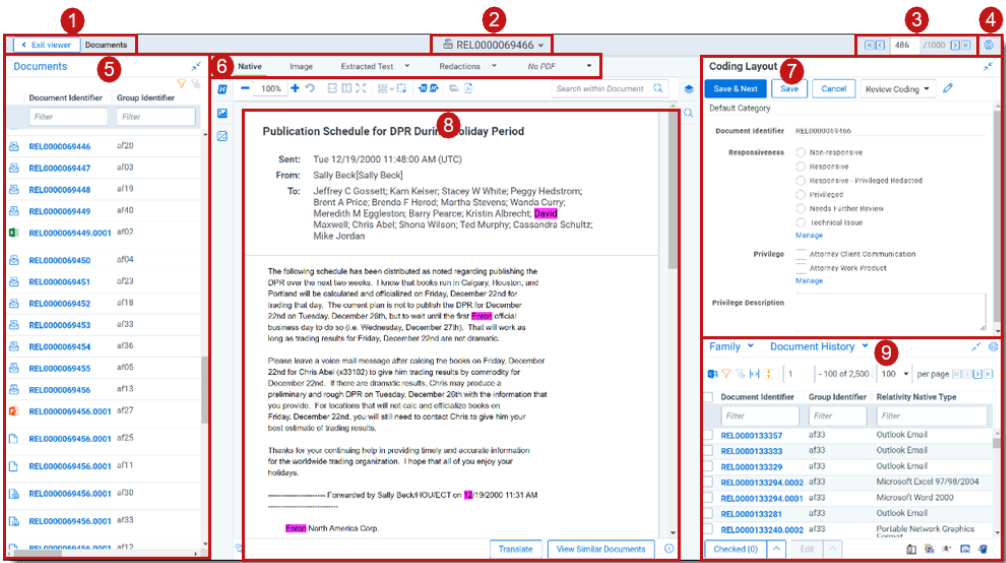 1
2
3
4
Exit viewer
Documents
REL0000069466
486 /1000
Documents
5
Document Identifier Group Identifier
Filter Filter
REL0000069446 af20
REL0000069447 af03
REL0000069448 af19
REL0000069449 af40
REL0000069449.0001 af02
REL0000069450 af04
REL0000069451 af23
REL0000069452 af18
REL0000069453 af33
REL0000069454 af36
REL0000069455 af05
REL0000069456 af13
REL0000069456.0001 af27
REL0000069456.0001 af25
REL0000069456.0001 af11
REL0000069456.0001 af30
REL0000069456.0001 af33
REL0000069456.0001 af12
6
Native Image Extracted Text Redactions No PDF
100%
Search within Document
8
Publication Schedule for DPR During Holiday Period
Sent: Tue 12/19/2000 11:48:00 AM (UTC)
From: Sally Beck[Sally Beck]
To: Jeffrey C Gossett; Kam Keiser; Stacey W White; Peggy Hedstrom;
Brent A Price; Brenda F Herod; Martha Stevens; Wanda Curry;
Meredith M Eggleston; Barry Pearce; Kristin Albrecht; David
Maxwell; Chris Abel; Shona Wilson; Ted Murphy; Cassandra Schultz;
Mike Jordan
The following schedule has been distributed as noted regarding publishing the
DPR over the next two weeks. I know that books run in Calgary, Houston, and
Portland will be calculated and officialized on Friday, December 22nd for
trading that day. The current plan is not to publish the DPR for December
22nd on Tuesday, December 26th, but to wait until the first Enron official
business day to do so (i.e. Wednesday, December 27th). That will work as
long as trading results for Friday, December 22nd are not dramatic.
Please leave a voice mail message after calcing the books on Friday, December
22nd for Chris Abel (x33102) to give him trading results by commodity for
December 22nd. If there are dramatic results, Chris may produce a
preliminary and rough DPR on Tuesday, December 26th with the information that
you provide. For locations that will not calc and officialize books on
Friday, December 22nd, you will still need to contact Chris to give your
best estimate of trading results.
Thanks for your continuing help in providing timely and accurate information
for the worldwide trading organization. I hope that all of you enjoy your
holidays.
---------------------- Forwarded by Sally Beck/HOU/ECT on 12/19/2000 11:31 AM
---------------------------
Enron North America Corp.
Translate View Similar Documents
Coding Layout
7
Save & Next Save Cancel Review Coding
Default Category
Document Identifier REL0000069466
Responsiveness Non-responsive
Responsive
Responsive - Privileged Redacted
Privileged
Needs Further Review
Technical Issue
Manage
Privilege Attorney Client Communication
Attorney Work Product
Manage
Privilege Description
9
Family Document History
1 - 100 of 2,500 100 per page
Document Identifier Group Identifier Relativity Native Type
Filter Filter Filter
REL0000133357 af33 Outlook Email
REL0000133333 af33 Outlook Email
REL0000133329 af33 Outlook Email
REL0000133294.0002 af33 Microsoft Excel 97/98/2004
REL0000133294.0001 af33 Microsoft Word 2000
REL0000133281 af33 Outlook Email
REL0000133240.0002 af33 Portable Network Graphics
Format
Checked (0) Edit